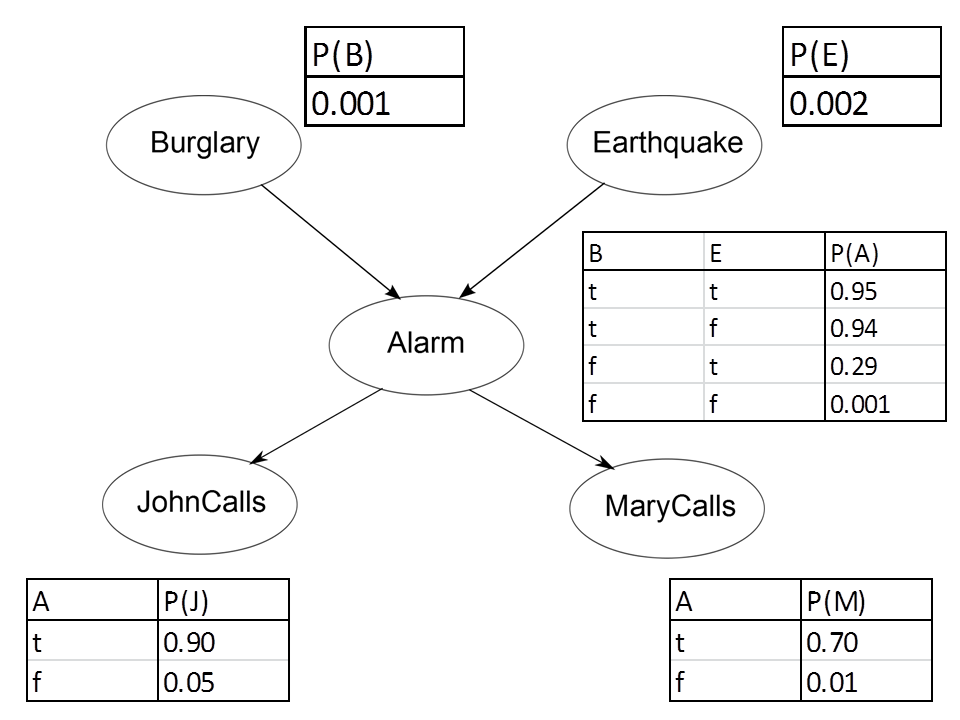 P(B)
0.001
P(E)
0.002
Burglary
Earthquake
B E P(A)
t t 0.95
t f 0.94
f t 0.29
f f 0.001
Alarm
JohnCalls
MaryCalls
A P(J)
t 0.90
f 0.05
A P(M)
t 0.70
f 0.01